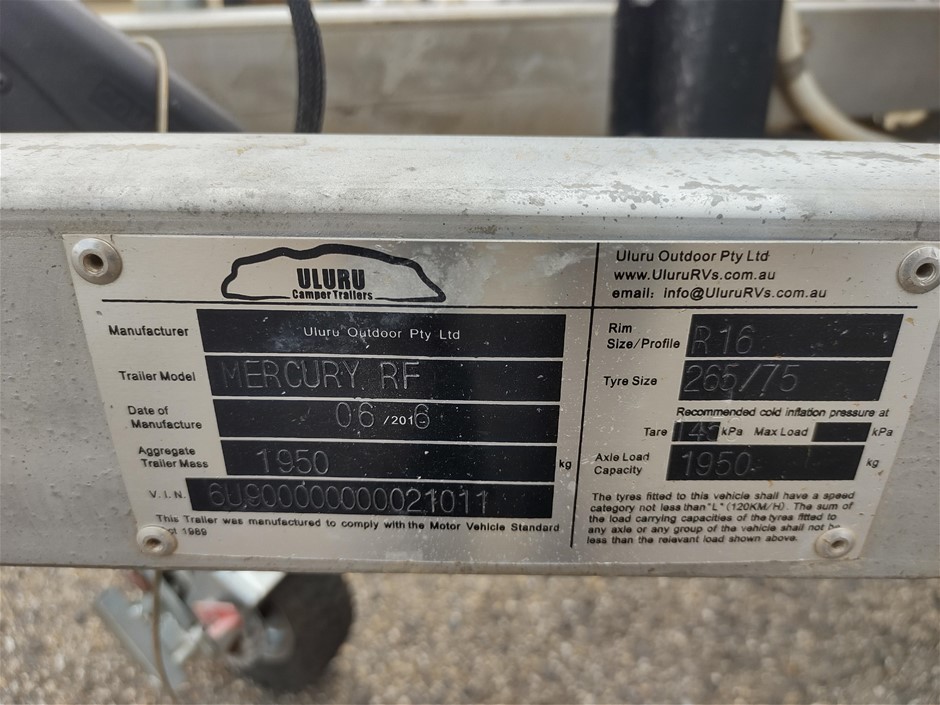 ULURU
Camper Trailers
Uluru Outdoor Pty Ltd
www.UluruRVs.com.au
email: info@UluruRVs.com.au
Manufacturer Uluru Outdoor Pty Ltd
Trailer Model MERCURY RF
Date of Manufacture 06 /2016
Aggregate Trailer Mass 1950 kg
V.I.N. 6U900000000021011
This Trailer was manufactured to comply with the Motor Vehicle Standard
ct 1989
Rim Size/Profile R16
Tyre Size 265/75
Recommended cold inflation pressure at
Tare kPa Max Load kPa
Axle Load Capacity 1950 kg
The tyres fitted to this vehicle shall have a speed
category not less than "L" (120KM/H). The sum of
the load carrying capacities of the tyres fitted to
any axle or any group of the vehicle shall not be
less than the relevant load shown above.